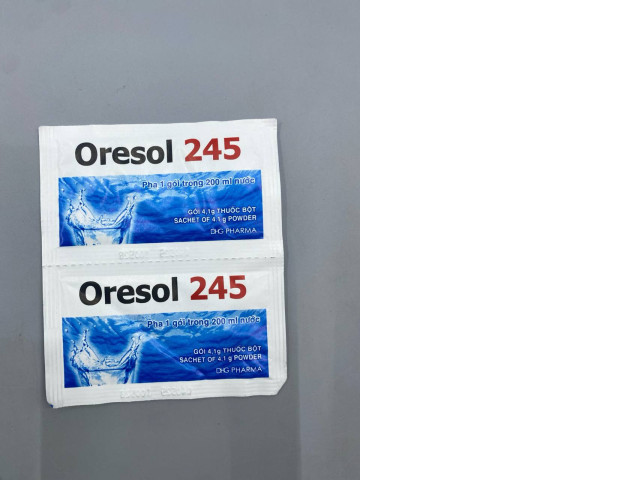 Oresol 245
Pha 1 gói trong 200 ml nước
GÓI 4,1g THUỐC BỘT
SACHET OF 4.1 g POWDER
DHG PHARMA
Oresol 245
Pha 1 gói trong 200 ml nước
GÓI 4,1g THUỐC BỘT
SACHET OF 4.1 g POWDER
DHG PHARMA